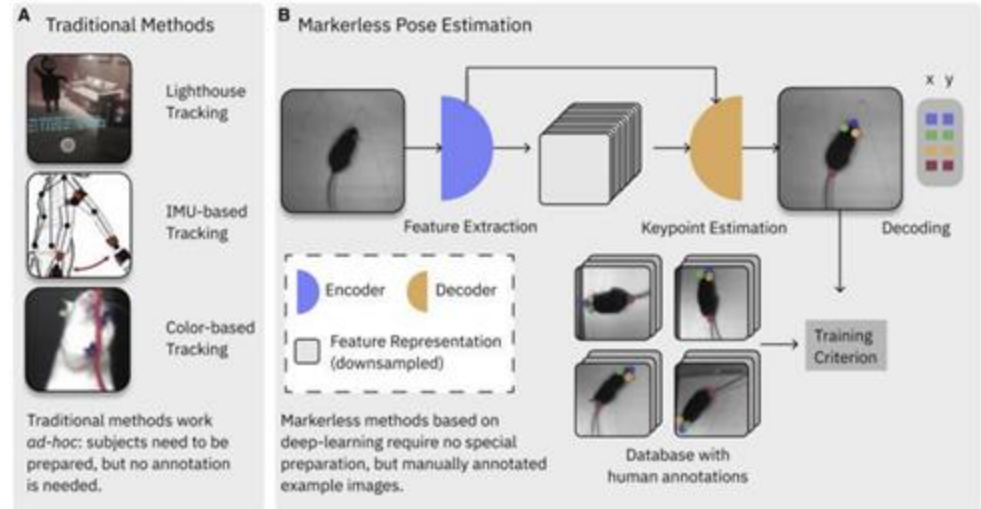 A Traditional Methods
Lighthouse
Tracking
IMU-based
Tracking
Color-based
Tracking
Traditional methods work
ad-hoc: subjects need to be
prepared, but no annotation
is needed.
B Markerless Pose Estimation
x y
Feature Extraction
Keypoint Estimation
Decoding
Encoder
Decoder
Feature Representation
(downsampled)
Training
Criterion
Markerless methods based on
deep-learning require no special
preparation, but manually annotated
example images.
Database with
human annotations